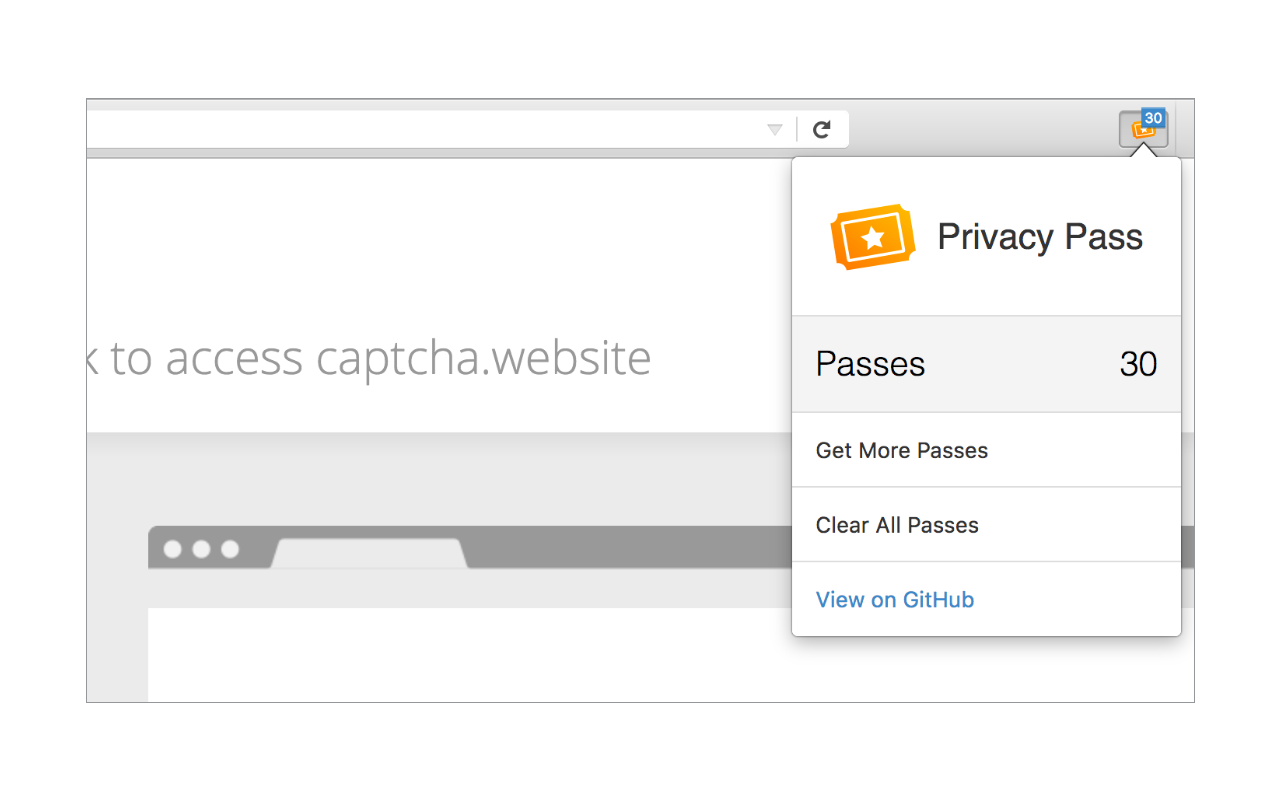 30
Privacy Pass
k to access captcha.website
Passes 30
Get More Passes
Clear All Passes
View on GitHub